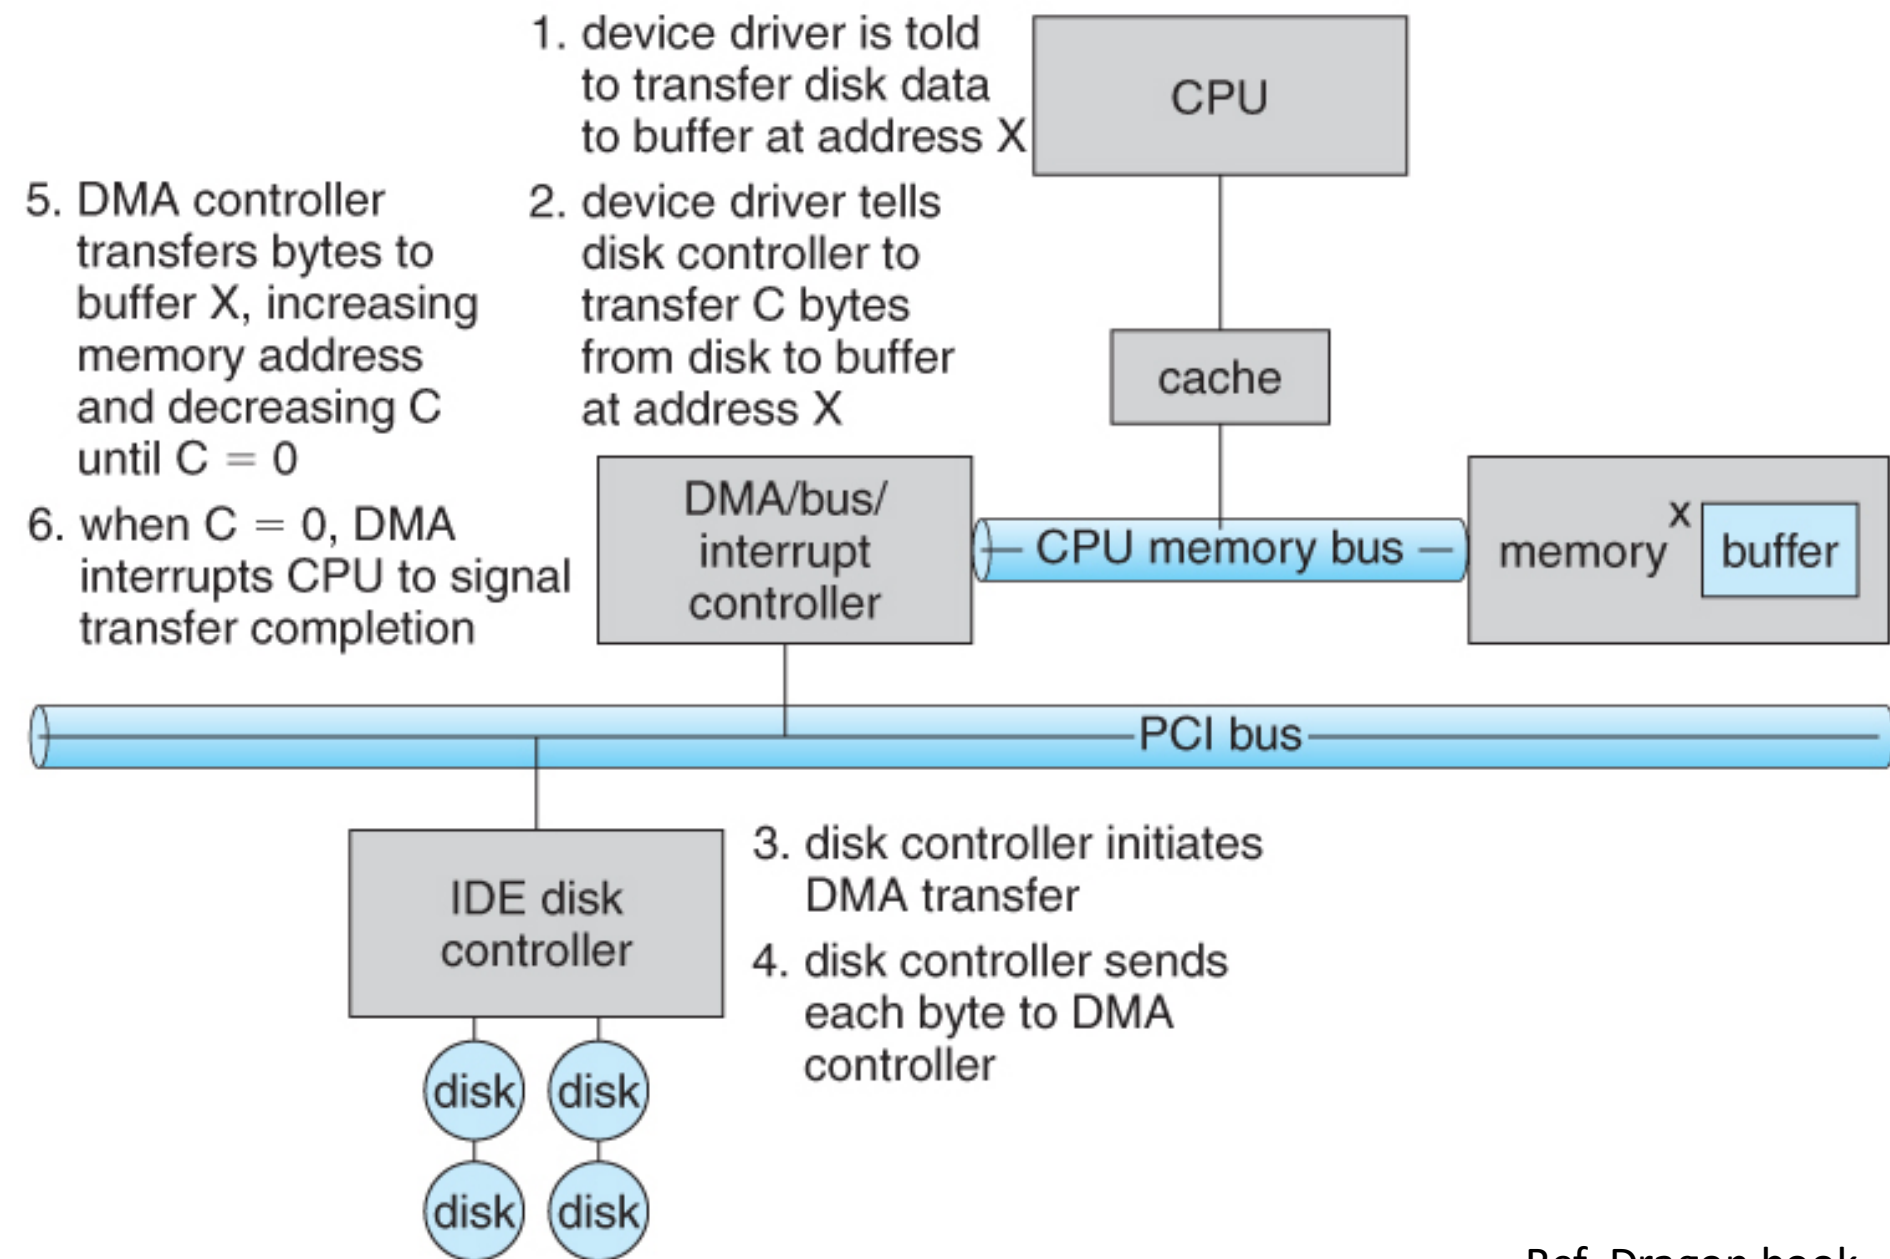 1. device driver is told
to transfer disk data
to buffer at address X
CPU
5. DMA controller
transfers bytes to
buffer X, increasing
memory address
and decreasing C
until C = 0
2. device driver tells
disk controller to
transfer C bytes
from disk to buffer
at address X
cache
6. when C = 0, DMA
interrupts CPU to signal
transfer completion
DMA/bus/
interrupt
controller
CPU memory bus
memory
x
buffer
PCI bus
IDE disk
controller
3. disk controller initiates
DMA transfer
4. disk controller sends
each byte to DMA
controller
disk disk
disk disk
Ref. Dragon book